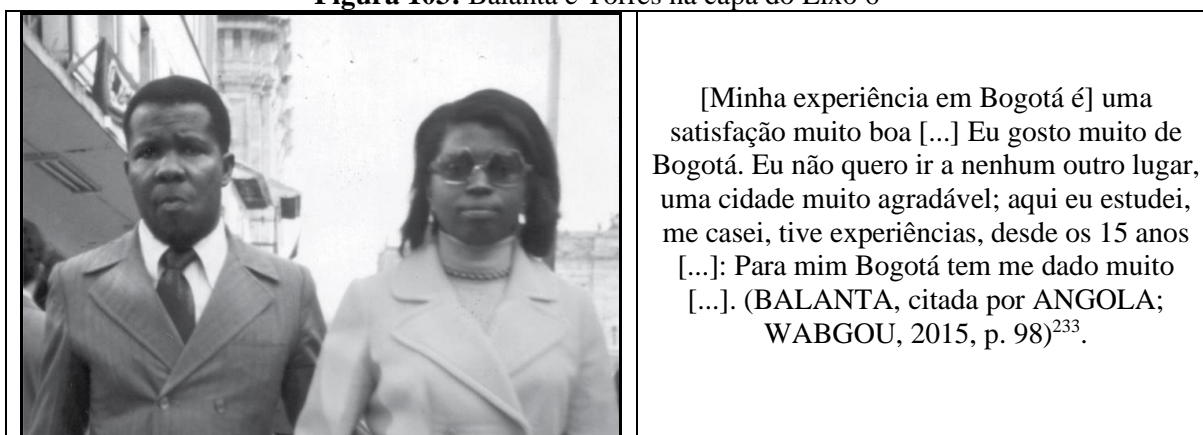 Figura 103: Balanta e Torres na capa do Eixo 6
[Minha experiência em Bogotá é] uma
satisfação muito boa [...] Eu gosto muito de
Bogotá. Eu não quero ir a nenhum outro lugar,
uma cidade muito agradável; aqui eu estudei,
me casei, tive experiências, desde os 15 anos
[...]: Para mim Bogotá tem me dado muito
[...]. (BALANTA, citada por ANGOLA;
WABGOU, 2015, p. 98)233.